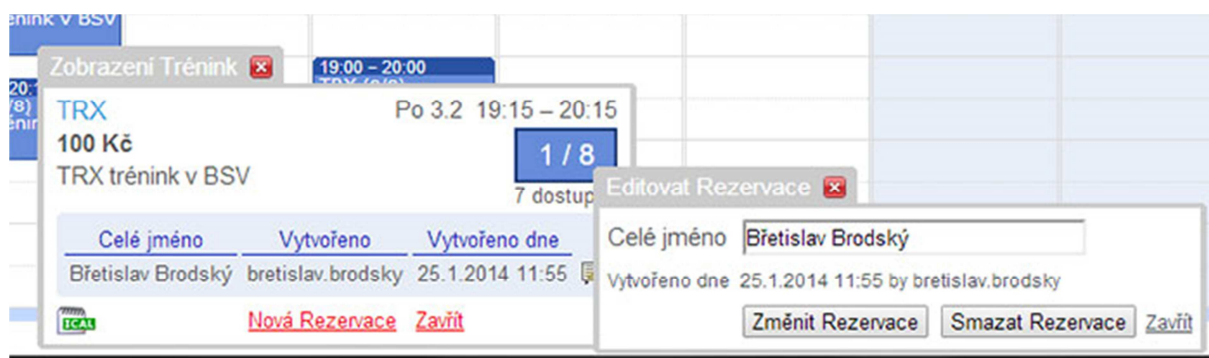 trénink v BSV
Zobrazení Trénink
19:00 – 20:00
TRX
Po 3.2 19:15 – 20:15
100 Kč
1 / 8
TRX trénink v BSV
7 dostup
Editovat Rezervace
Celé jméno Vytvořeno Vytvořeno dne
Břetislav Brodský bretislav.brodsky 25.1.2014 11:55
ICAL Nová Rezervace Zavřít
Celé jméno Břetislav Brodský
Vytvořeno dne 25.1.2014 11:55 by bretislav.brodsky
Změnit Rezervace Smazat Rezervace Zavřít